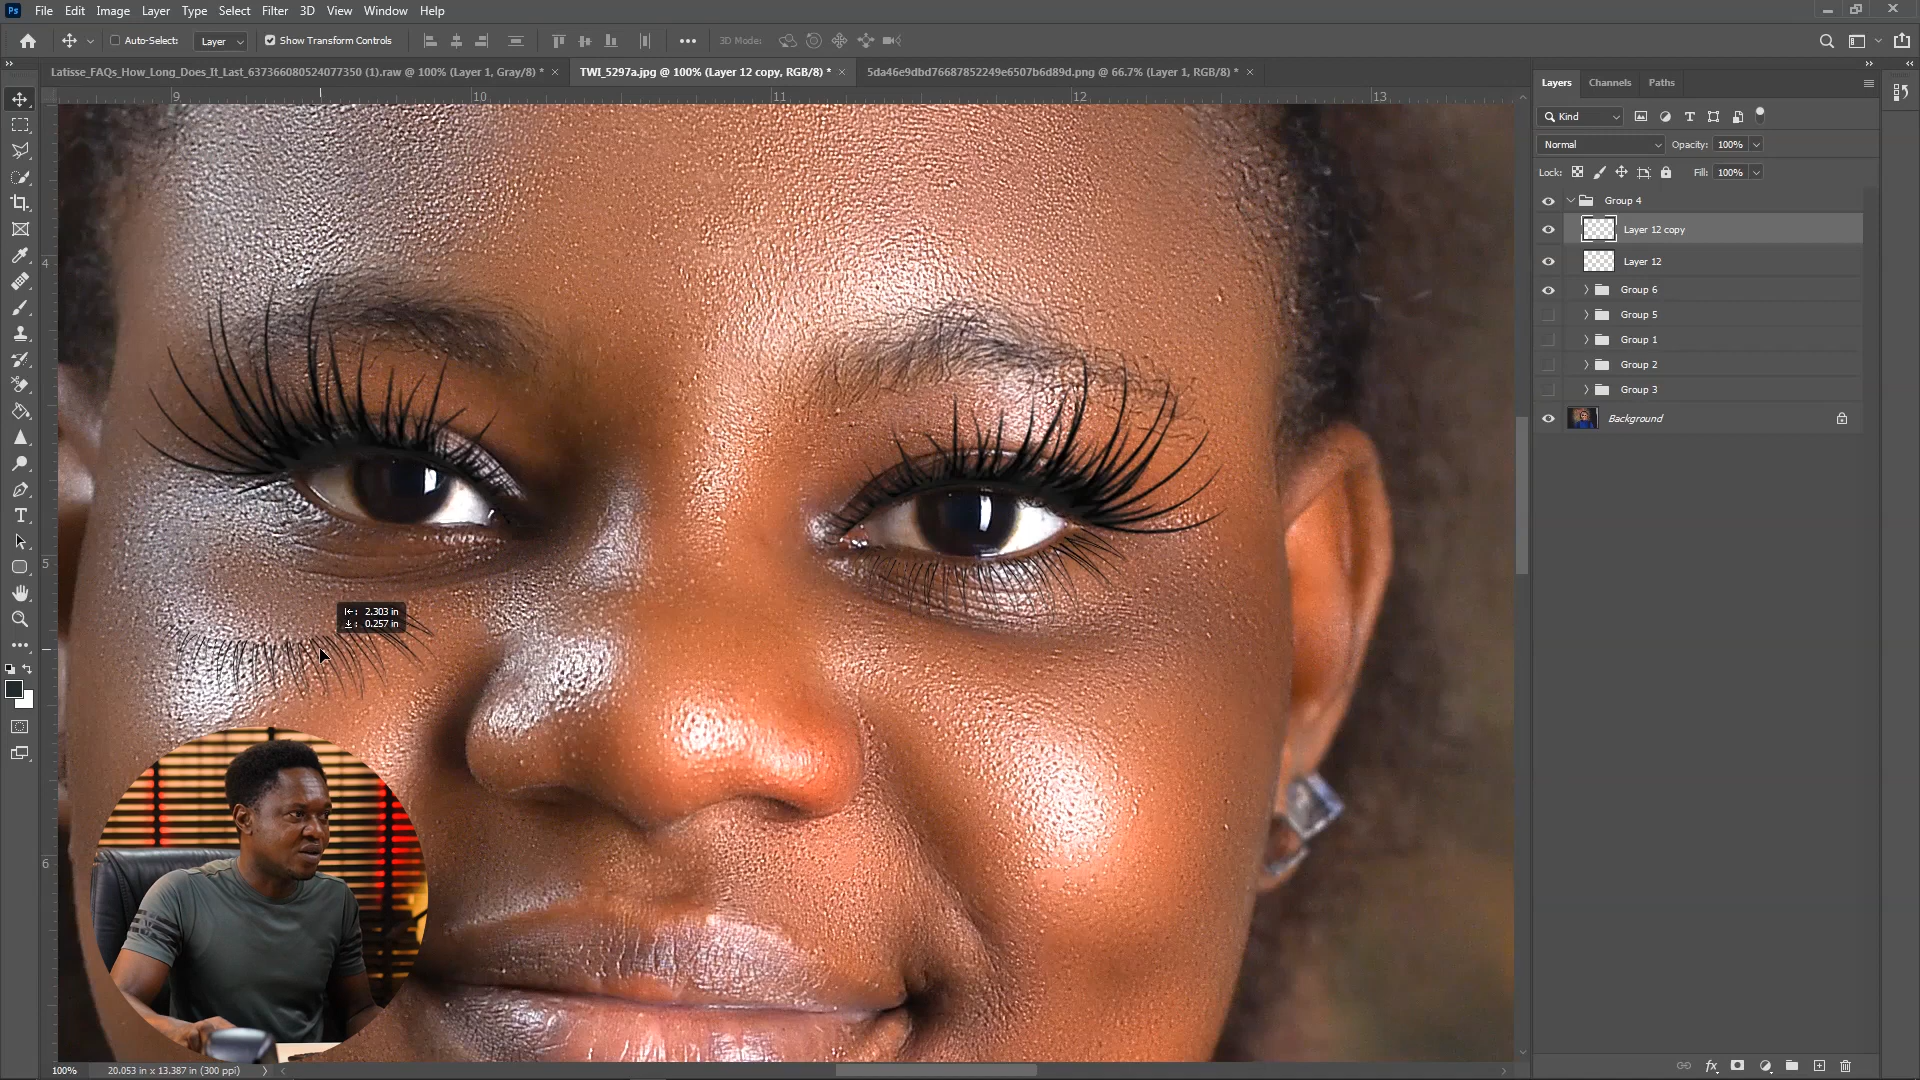 Ps File Edit Image Layer Type Select Filter 3D View Window Help
Auto-Select: Layer Show Transform Controls 3D Mode:
Latisse_FAQs_How_Long_Does_It_Last_637366080524077350 (1).raw @ 100% (Layer 1, Gray/8) * × TWI_5297a.jpg @ 100% (Layer 12 copy, RGB/8) * × 5da46e9dbd76687852249e6507b6d89d.png @ 66.7% (Layer 1, RGB/8) * ×
9 10 11 12 13
4
5
6
2.303 in
0.257 in
Layers Channels Paths
Kind
Normal Opacity: 100%
Lock: Fill: 100%
Group 4
Layer 12 copy
Layer 12
Group 6
Group 5
Group 1
Group 2
Group 3
Background
fx
100% 20.053 in x 13.387 in (300 ppi)